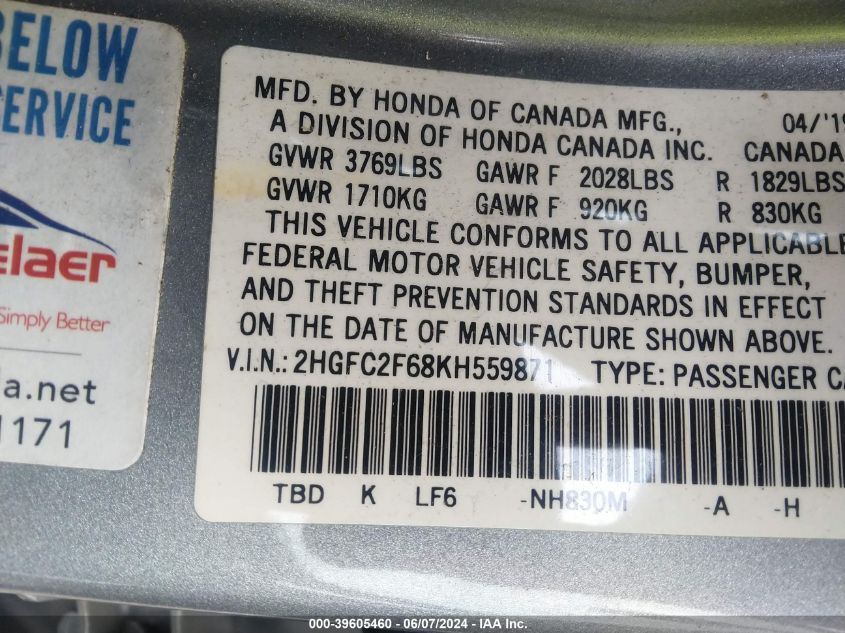 BELOW
SERVICE
elaer
Simply Better
a.net
1171
MFD. BY HONDA OF CANADA MFG., 04/'19
A DIVISION OF HONDA CANADA INC. CANADA
GVWR 3769LBS GAWR F 2028LBS R 1829LBS
GVWR 1710KG GAWR F 920KG R 830KG
THIS VEHICLE CONFORMS TO ALL APPLICABLE
FEDERAL MOTOR VEHICLE SAFETY, BUMPER,
AND THEFT PREVENTION STANDARDS IN EFFECT
ON THE DATE OF MANUFACTURE SHOWN ABOVE.
V.I.N.: 2HGFC2F68KH559871 TYPE: PASSENGER CA
TBD K LF6 -NH830M -A -H
000-39605460 - 06/07/2024 - IAA Inc.